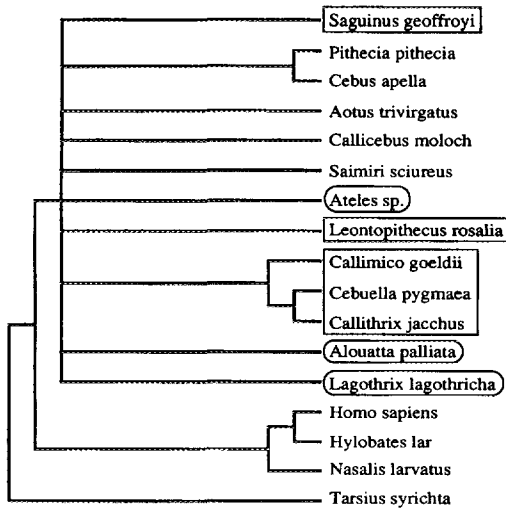 Saguinus geoffroyi
Pithecia pithecia
Cebus apella
Aotus trivirgatus
Callicebus moloch
Saimiri sciureus
Ateles sp.
Leontopithecus rosalia
Callimico goeldii
Cebuella pygmaea
Callithrix jacchus
Alouatta palliata
Lagothrix lagothricha
Homo sapiens
Hylobates lar
Nasalis larvatus
Tarsius syrichta